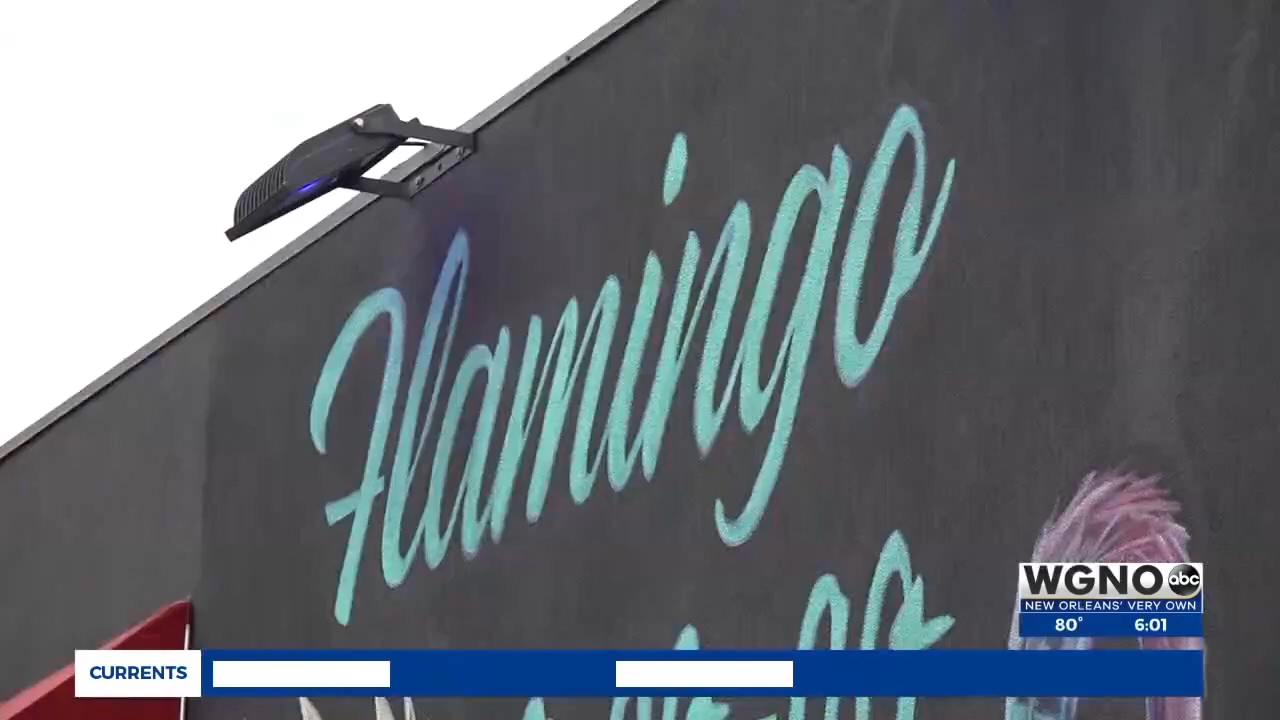 Flamingo
WGNO abc
NEW ORLEANS' VERY OWN
80° 6:01
CURRENTS